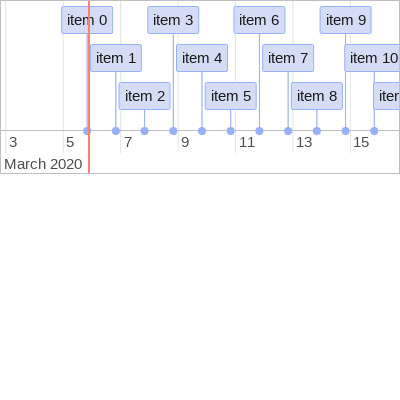 item 0 item 3 item 6 item 9
item 1 item 4 item 7 item 10
item 2 item 5 item 8
3 5 7 9 11 13 15
March 2020